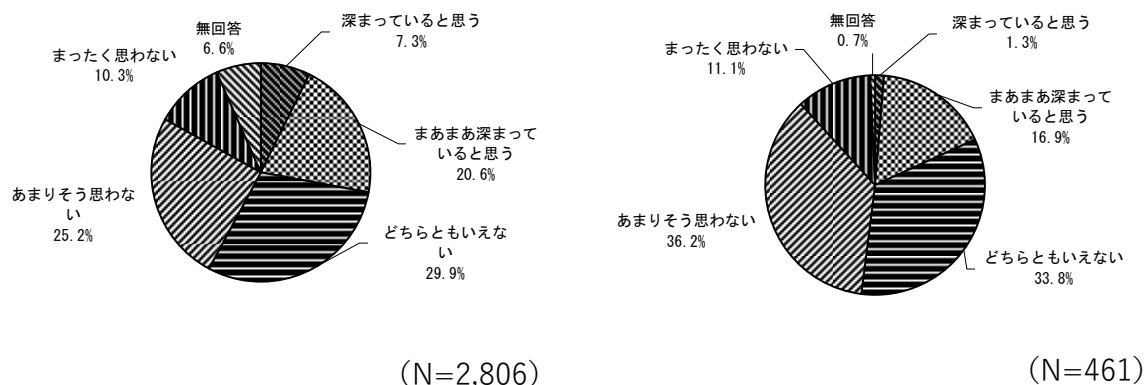 無回答
6.6%
深まっていると思う
7.3%
まったく思わない
10.3%
まあまあ深まって
いると思う
20.6%
あまりそう思わな
い
25.2%
どちらともいえな
い
29.9%
（N=2,806）
無回答
0.7%
深まっていると思う
1.3%
まったく思わない
11.1%
まあまあ深まって
いると思う
16.9%
あまりそう思わない
36.2%
どちらともいえない
33.8%
（N=461）